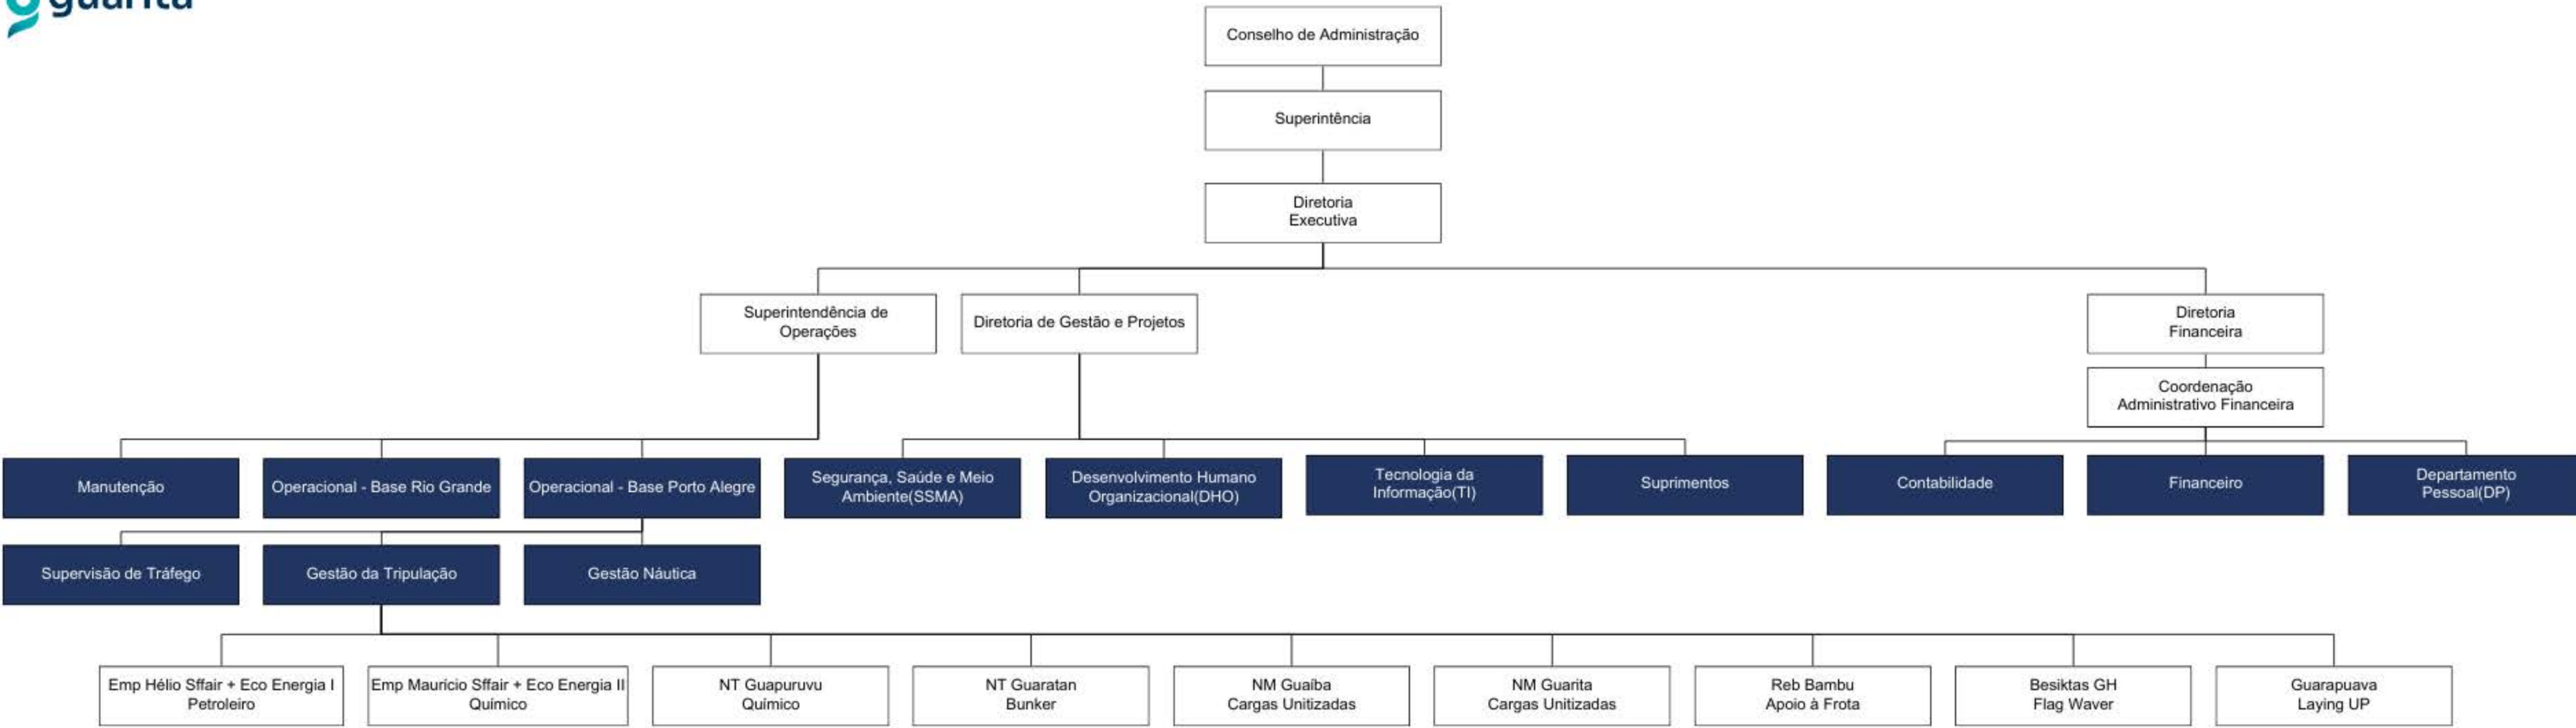 guarita
Conselho de Administração
Superintência
Diretoria
Executiva
Superintendência de
Operações
Diretoria de Gestão e Projetos
Diretoria
Financeira
Coordenação
Administrativo Financeira
Manutenção
Operacional - Base Rio Grande
Operacional - Base Porto Alegre
Segurança, Saúde e Meio
Ambiente(SSMA)
Desenvolvimento Humano
Organizacional(DHO)
Tecnologia da
Informação(TI)
Suprimentos
Contabilidade
Financeiro
Departamento
Pessoal(DP)
Supervisão de Tráfego
Gestão da Tripulação
Gestão Náutica
Emp Hélio Sffair + Eco Energia I
Petroleiro
Emp Maurício Sffair + Eco Energia II
Químico
NT Guapuruvu
Químico
NT Guaratan
Bunker
NM Guaíba
Cargas Unitizadas
NM Guarita
Cargas Unitizadas
Reb Bambu
Apoio à Frota
Besiktas GH
Flag Waver
Guarapuava
Laying UP